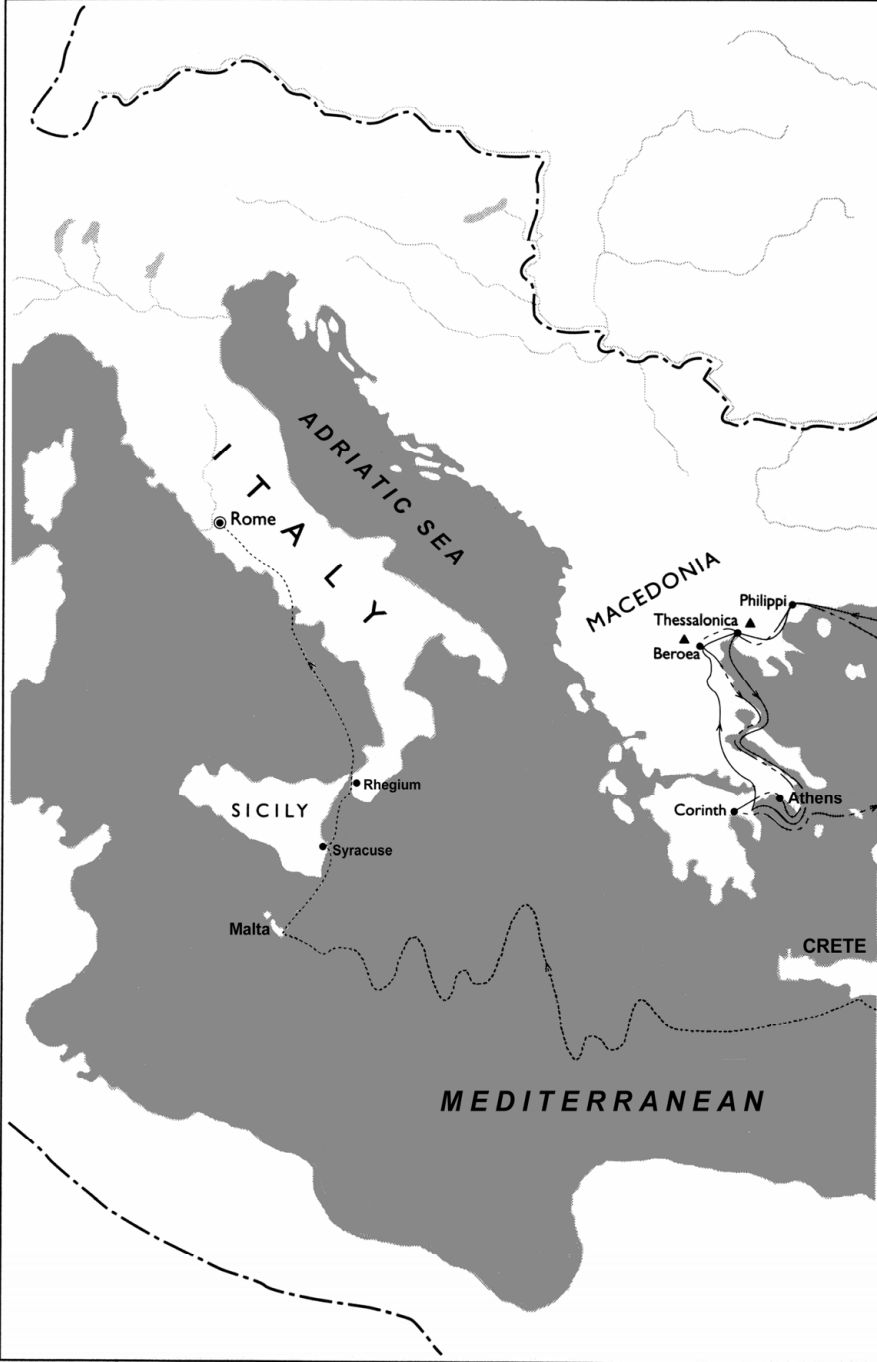 ITALY
ADRIATIC SEA
Rome
MACEDONIA
Philippi
Thessalonica
Beroea
Rhegium
SICILY
Corinth
Athens
Syracuse
Malta
CRETE
MEDITERRANEAN